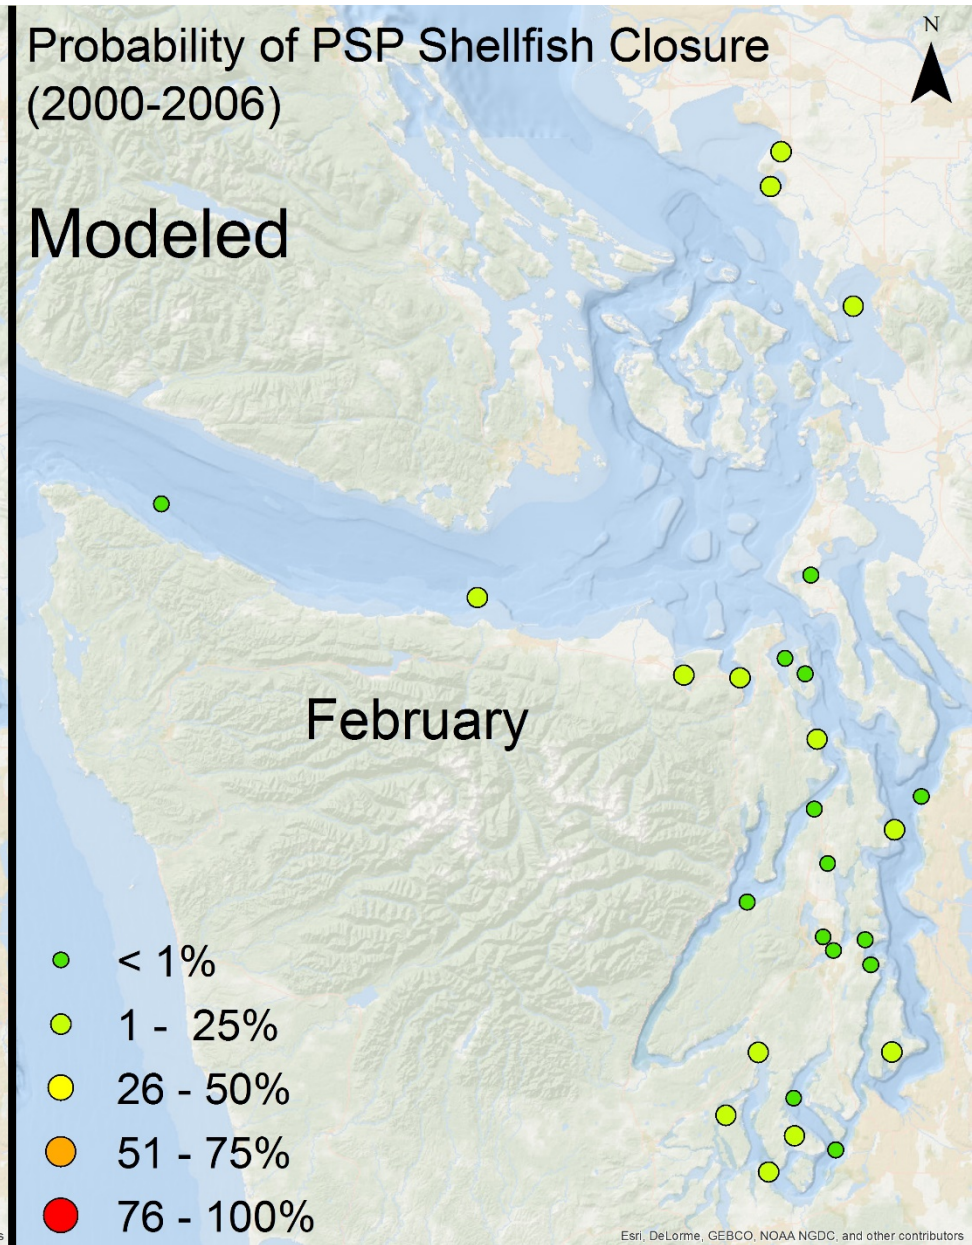 Probability of PSP Shellfish Closure
(2000-2006)
N
Modeled
February
< 1%
1 - 25%
26 - 50%
51 - 75%
76 - 100%
s
Esri, DeLorme, GEBCO, NOAA NGDC, and other contributors